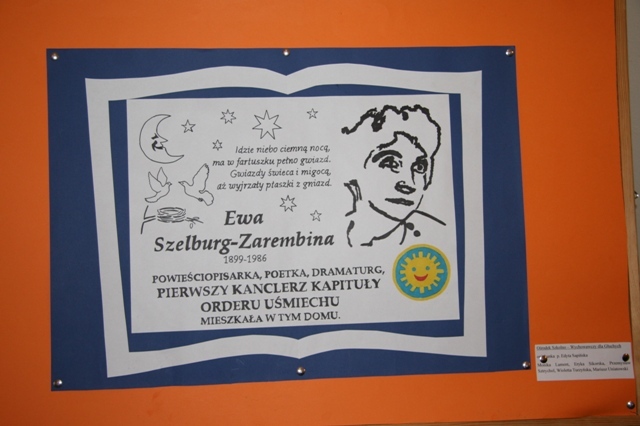 Idzie niebo ciemną nocą,
ma w fartuszku pełno gwiazd.
Gwiazdy świecą i migocą,
aż wyjrzały ptaszki z gniazd.
Ewa
Szelburg-Zarembina
1899-1986
POWIEŚCIOPISARKA, POETKA, DRAMATURG,
PIERWSZY KANCLERZ KAPITUŁY
ORDERU UŚMIECHU
MIESZKAŁA W TYM DOMU.